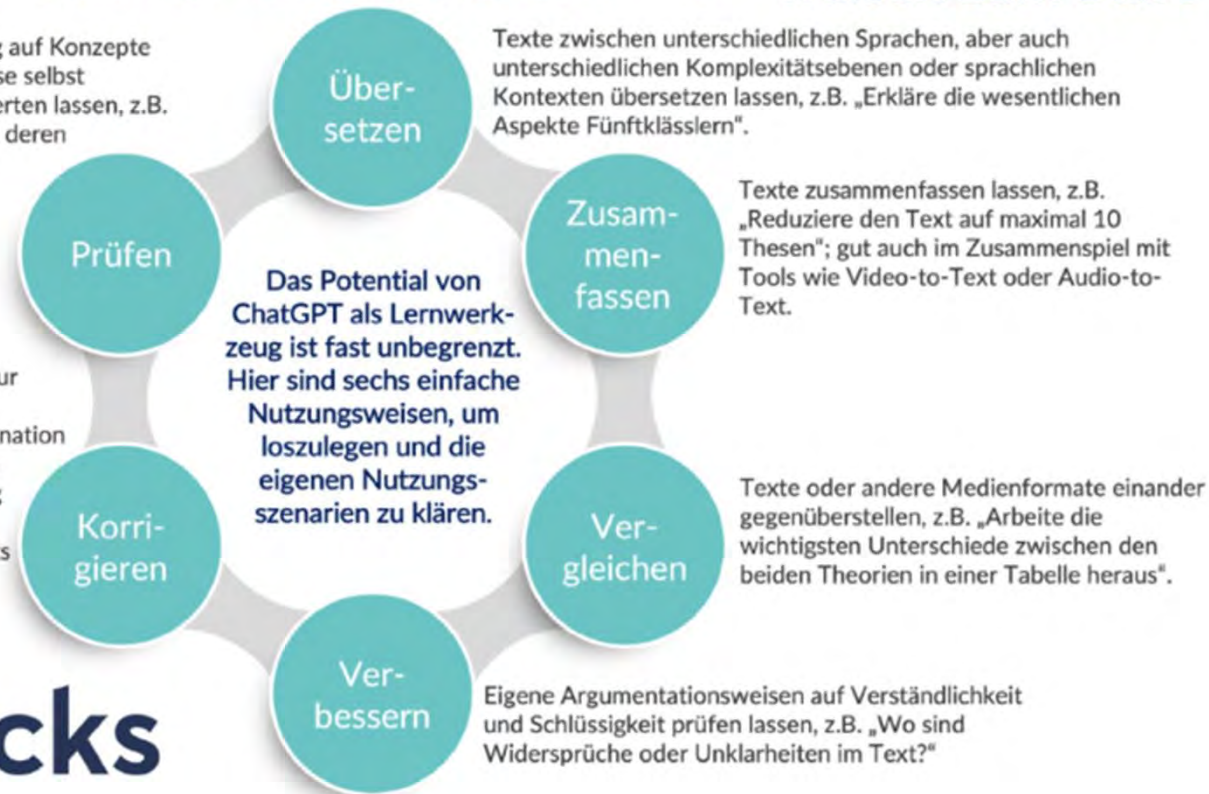 auf Konzepte
se selbst
erten lassen, z.B.
deren
Über-
setzen
Texte zwischen unterschiedlichen Sprachen, aber auch
unterschiedlichen Komplexitätsebenen oder sprachlichen
Kontexten übersetzen lassen, z.B. „Erkläre die wesentlichen
Aspekte Fünftklässlern“.
Prüfen
Zusam-
men-
fassen
Texte zusammenfassen lassen, z.B.
„Reduziere den Text auf maximal 10
Thesen“; gut auch im Zusammenspiel mit
Tools wie Video-to-Text oder Audio-to-
Text.
Das Potential von
ChatGPT als Lernwerk-
zeug ist fast unbegrenzt.
Hier sind sechs einfache
Nutzungsweisen, um
loszulegen und die
eigenen Nutzungs-
szenarien zu klären.
ur
nation
s
Korri-
gieren
Ver-
gleichen
Texte oder andere Medienformate einander
gegenüberstellen, z.B. „Arbeite die
wichtigsten Unterschiede zwischen den
beiden Theorien in einer Tabelle heraus“.
Ver-
bessern
Eigene Argumentationsweisen auf Verständlichkeit
und Schlüssigkeit prüfen lassen, z.B. „Wo sind
Widersprüche oder Unklarheiten im Text?“
cks